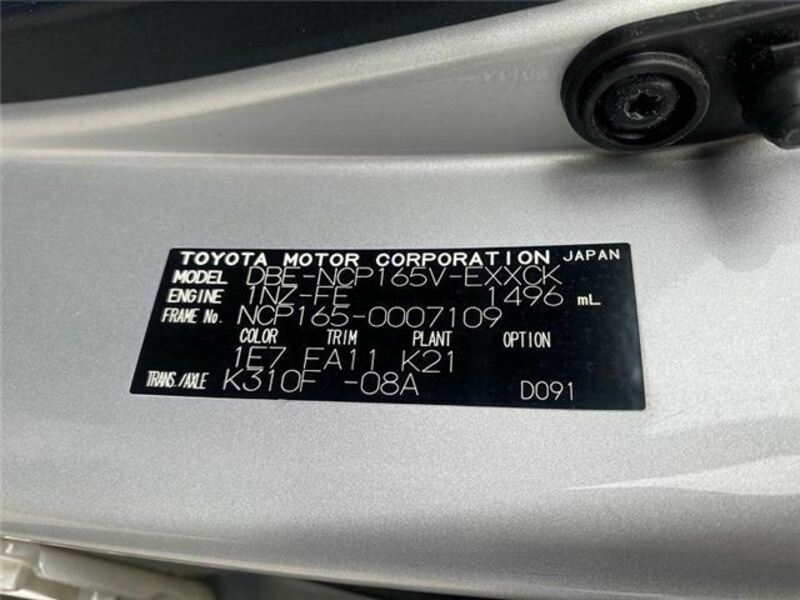 TOYOTA MOTOR CORPORATION JAPAN
MODEL DBE-NCP165V-EXXCK
ENGINE 1NZ-FE 1496 mL
FRAME No. NCP165-0007109
COLOR TRIM PLANT OPTION
1E7 FA11 K21
TRANS./AXLE K310F -08A D091